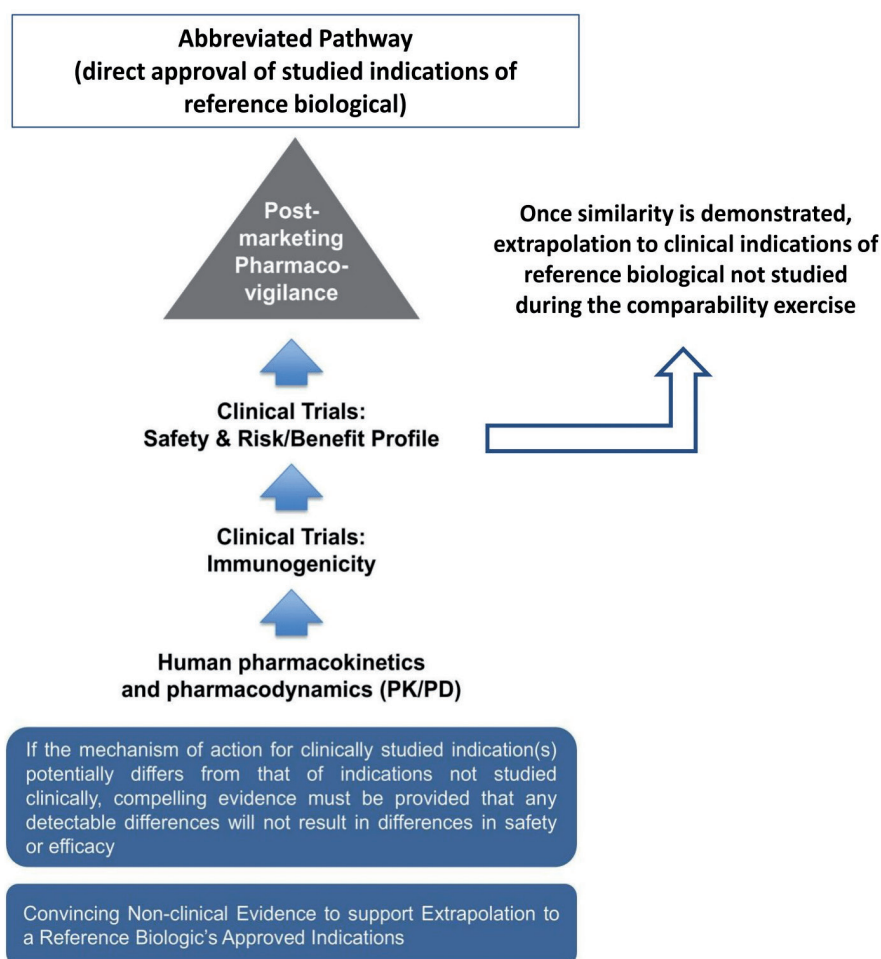 Abbreviated Pathway
(direct approval of studied indications of
reference biological)
Post-
marketing
Pharmaco-
vigilance
Once similarity is demonstrated,
extrapolation to clinical indications of
reference biological not studied
during the comparability exercise
Clinical Trials:
Safety & Risk/Benefit Profile
Clinical Trials:
Immunogenicity
Human pharmacokinetics
and pharmacodynamics (PK/PD)
If the mechanism of action for clinically studied indication(s)
potentially differs from that of indications not studied
clinically, compelling evidence must be provided that any
detectable differences will not result in differences in safety
or efficacy
Convincing Non-clinical Evidence to support Extrapolation to
a Reference Biologic's Approved Indications